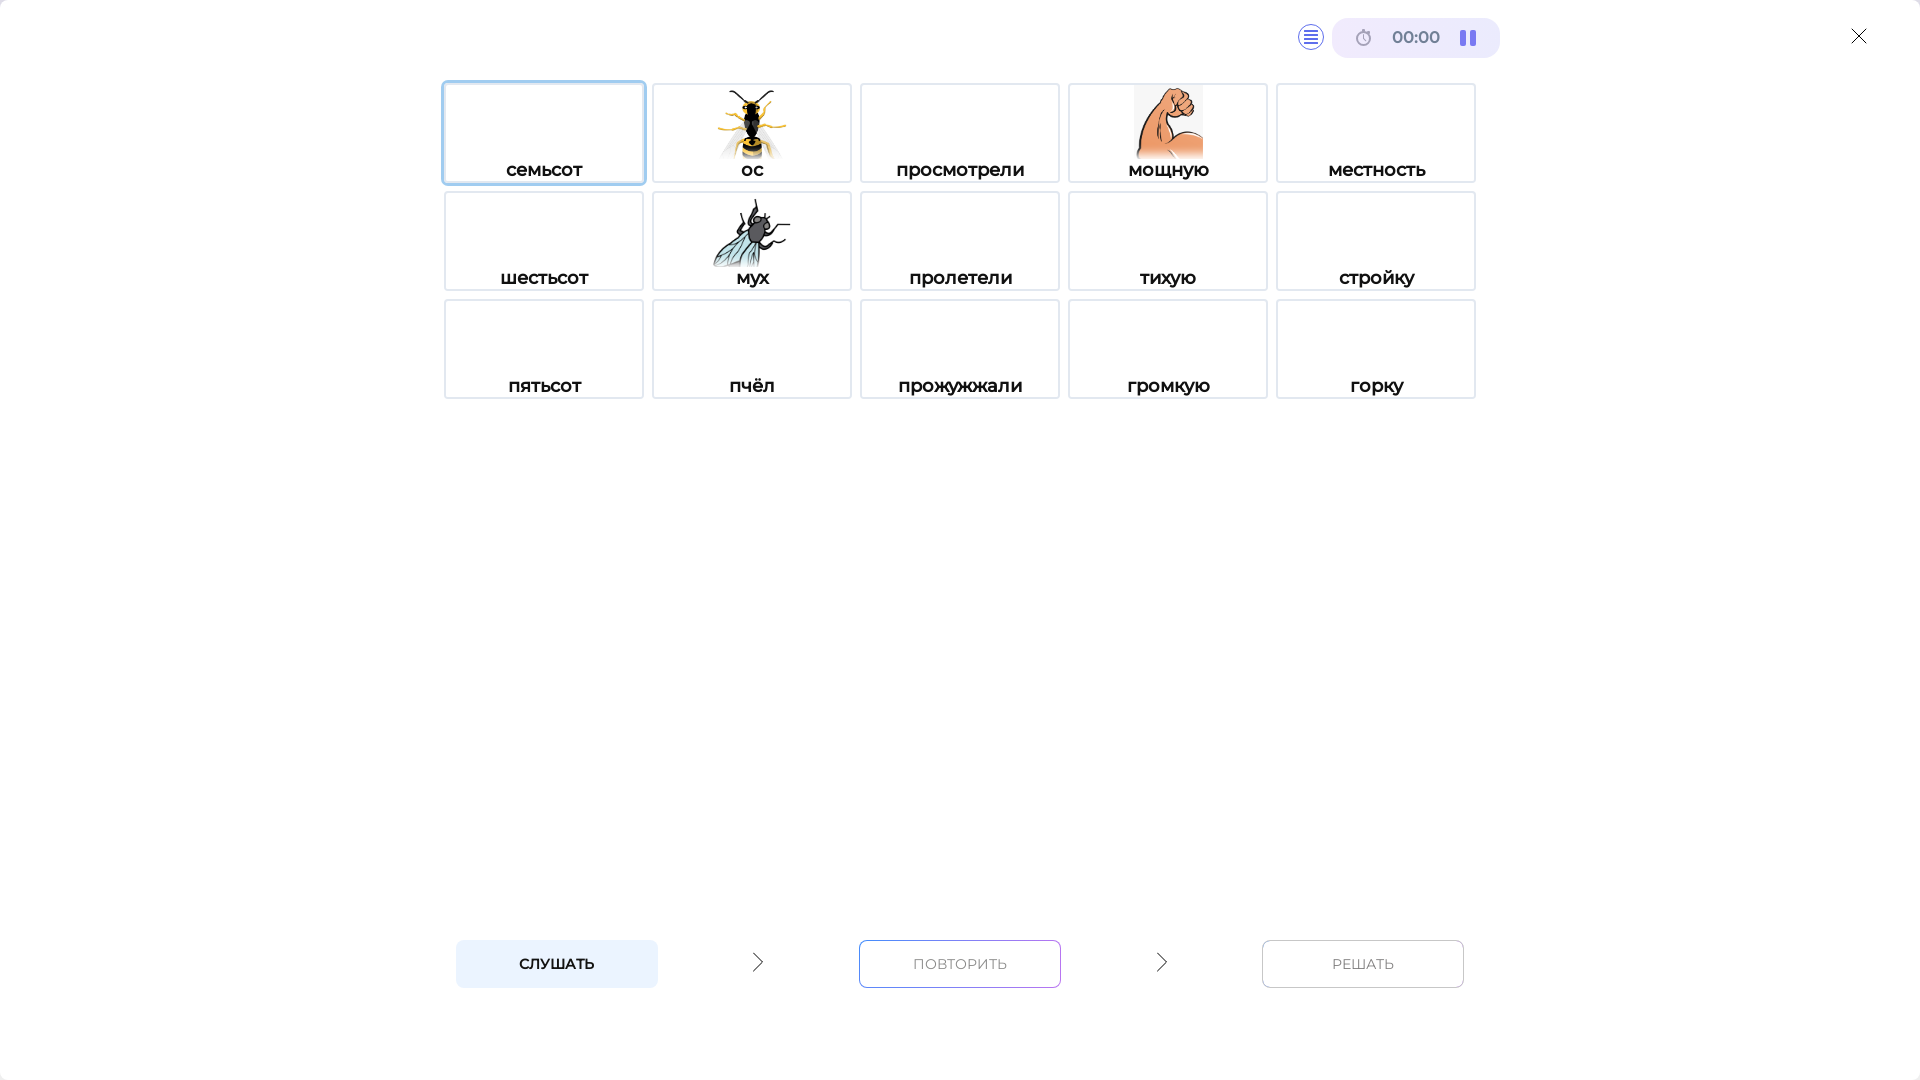 00:00
семьсот ос просмотрели мощную местность
шестьсот мух пролетели тихую стройку
пятьсот пчёл прожужжали громкую горку
СЛУШАТЬ ПОВТОРИТЬ РЕШАТЬ